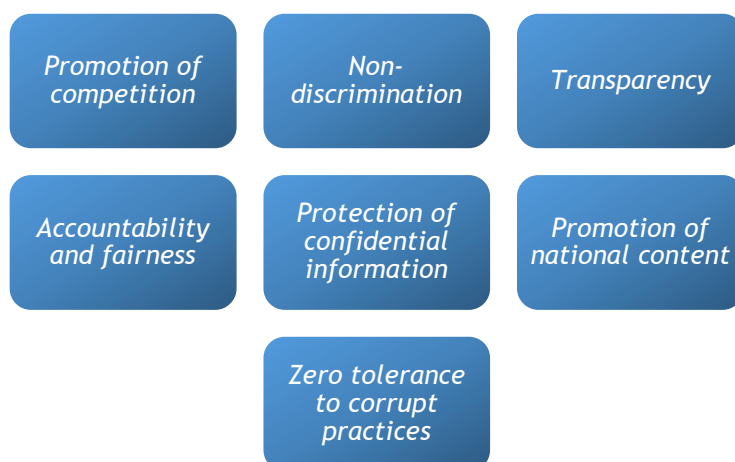 Promotion of
competition
Non-
discrimination
Transparency
Accountability
and fairness
Protection of
confidential
information
Promotion of
national content
Zero tolerance
to corrupt
practices